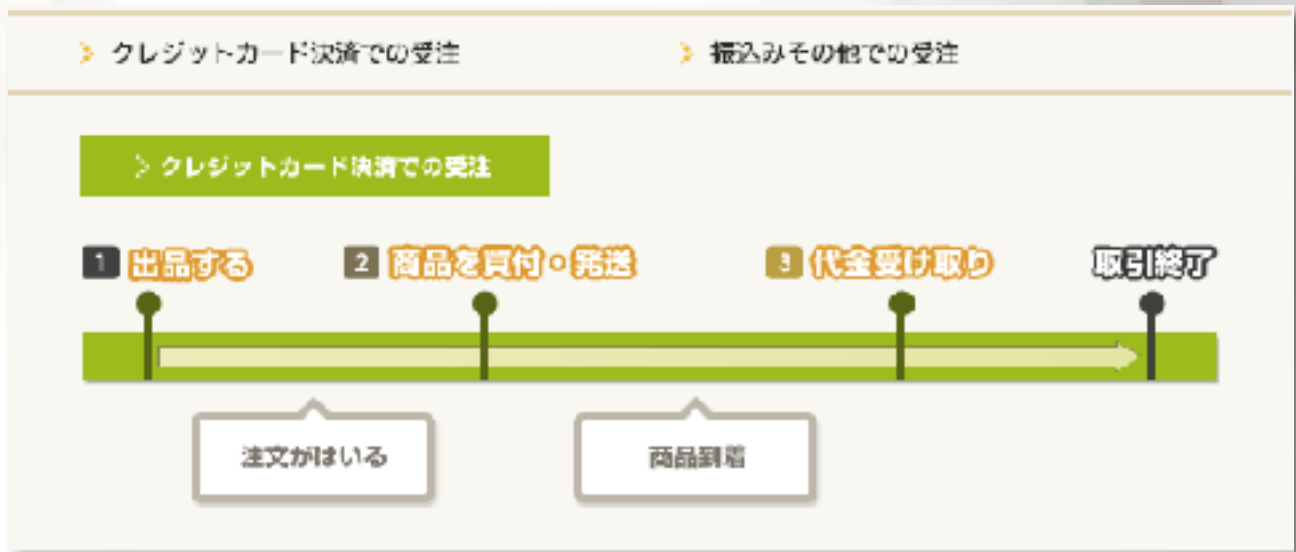 クレジットカード決済での受注
振込みその他での受注
クレジットカード決済での受注
1 出品する
2 商品を買付・発送
3 代金受け取り
取引終了
注文がはいる
商品到着